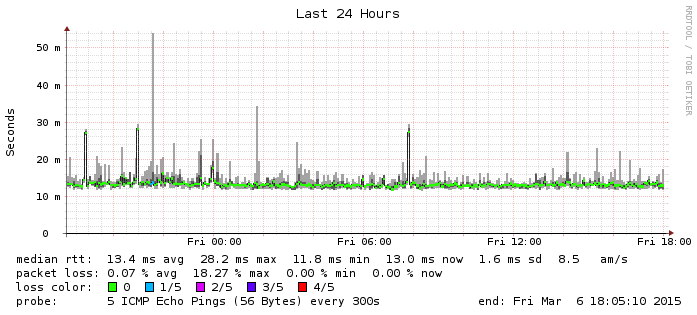 Last 24 Hours
RRDTOOL / TOBI OETIKER
Seconds
50 m
40 m
30 m
20 m
10 m
0
Fri 00:00 Fri 06:00 Fri 12:00 Fri 18:00
median rtt: 13.4 ms avg 28.2 ms max 11.8 ms min 13.0 ms now 1.6 ms sd 8.5 am/s
packet loss: 0.07 % avg 18.27 % max 0.00 % min 0.00 % now
loss color: 0 1/5 2/5 3/5 4/5
probe: 5 ICMP Echo Pings (56 Bytes) every 300s end: Fri Mar 6 18:05:10 2015